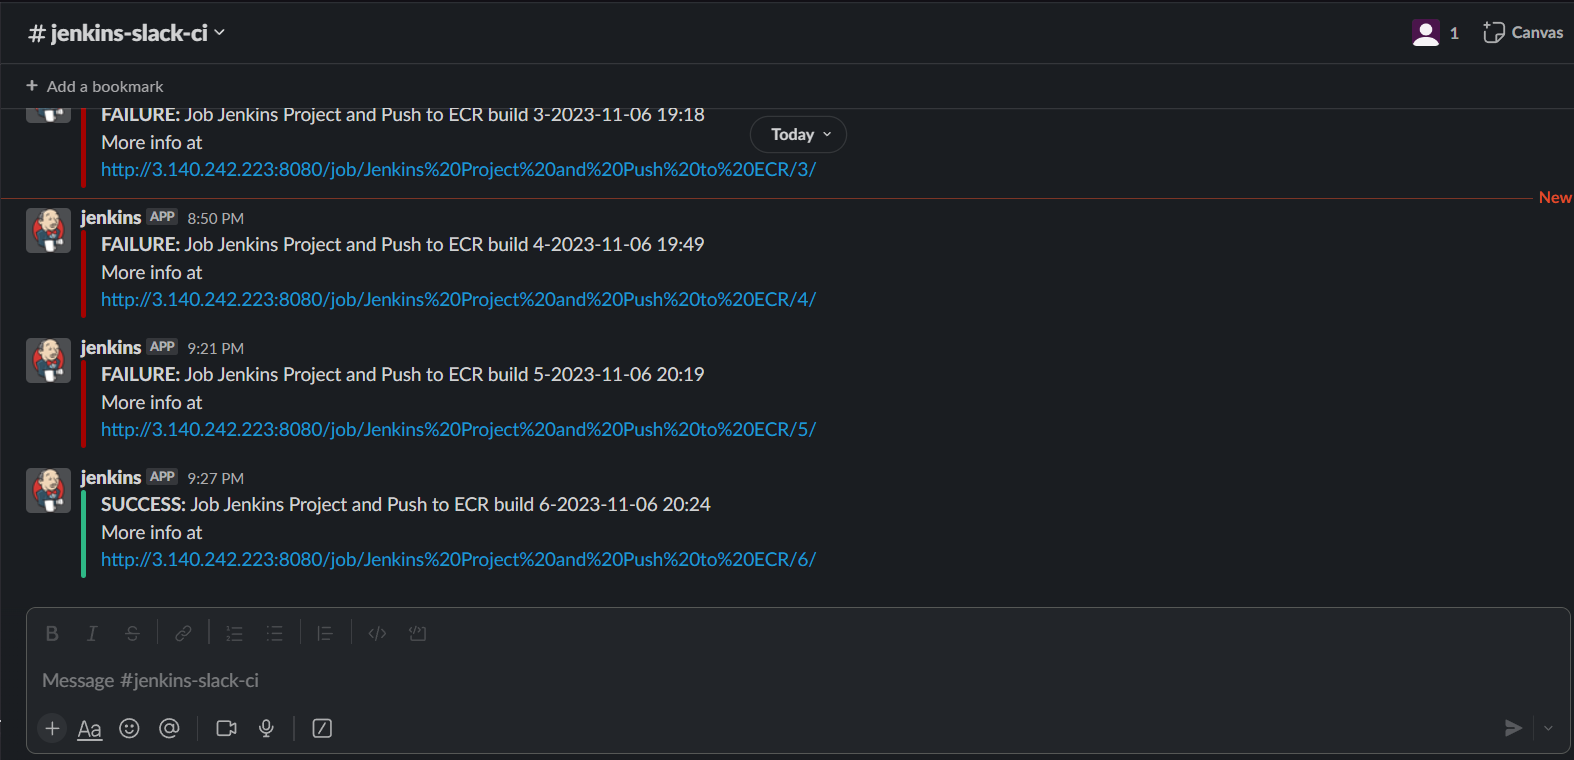 # jenkins-slack-ci
1
Canvas
+ Add a bookmark
FAILURE: Job Jenkins Project and Push to ECR build 3-2023-11-06 19:18
More info at
Today
http://3.140.242.223:8080/job/Jenkins%20Project%20and%20Push%20to%20ECR/3/
New
jenkins APP 8:50 PM
FAILURE: Job Jenkins Project and Push to ECR build 4-2023-11-06 19:49
More info at
http://3.140.242.223:8080/job/Jenkins%20Project%20and%20Push%20to%20ECR/4/
jenkins APP 9:21 PM
FAILURE: Job Jenkins Project and Push to ECR build 5-2023-11-06 20:19
More info at
http://3.140.242.223:8080/job/Jenkins%20Project%20and%20Push%20to%20ECR/5/
jenkins APP 9:27 PM
SUCCESS: Job Jenkins Project and Push to ECR build 6-2023-11-06 20:24
More info at
http://3.140.242.223:8080/job/Jenkins%20Project%20and%20Push%20to%20ECR/6/
B I S
Message #jenkins-slack-ci
+ Aa @